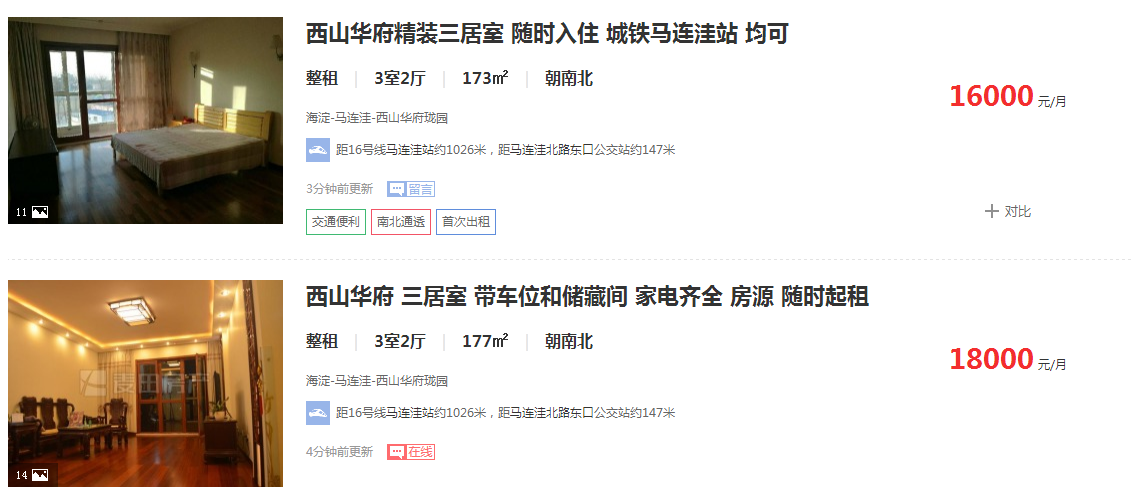 西山华府精装三居室 随时入住 城铁马连洼站 均可
整租 | 3室2厅 | 173㎡ | 朝南北
16000 元/月
海淀-马连洼-西山华府珑园
距16号线马连洼站约1026米，距马连洼北路东口公交站约147米
3分钟前更新 留言
11
交通便利 南北通透 首次出租
对比
西山华府 三居室 带车位和储藏间 家电齐全 房源 随时起租
整租 | 3室2厅 | 177㎡ | 朝南北
18000 元/月
海淀-马连洼-西山华府珑园
距16号线马连洼站约1026米，距马连洼北路东口公交站约147米
4分钟前更新 在线
14